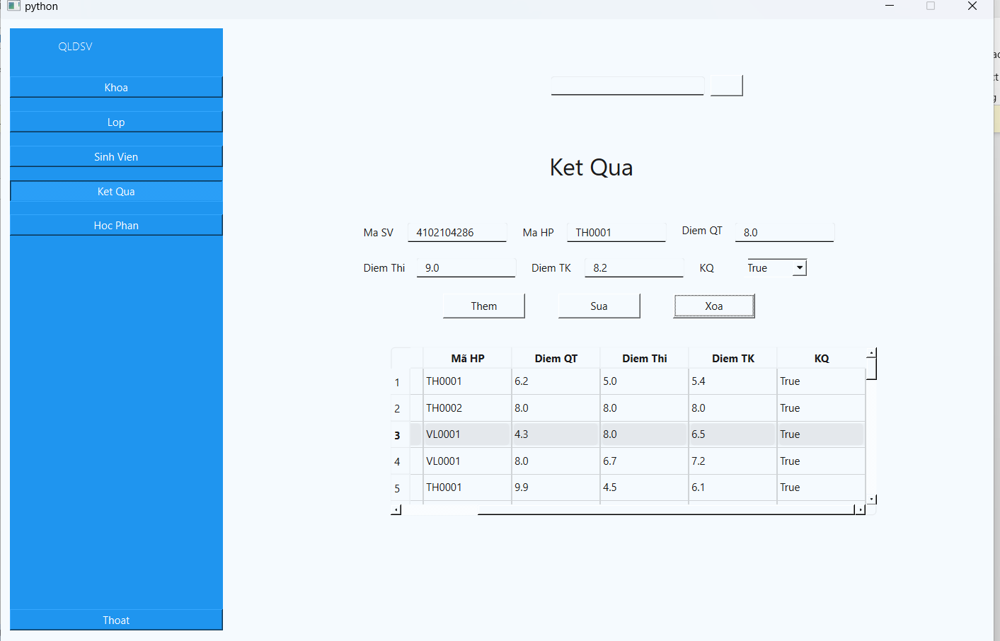 python
QLDSV
Khoa
Lop
Sinh Vien
Ket Qua
Hoc Phan
Thoat
Ket Qua
Ma SV 4102104286 Ma HP TH0001 Diem QT 8.0
Diem Thi 9.0 Diem TK 8.2 KQ True
Them Sua Xoa
Mã HP Diem QT Diem Thi Diem TK KQ
1 TH0001 6.2 5.0 5.4 True
2 TH0002 8.0 8.0 8.0 True
3 VL0001 4.3 8.0 6.5 True
4 VL0001 8.0 6.7 7.2 True
5 TH0001 9.9 4.5 6.1 True